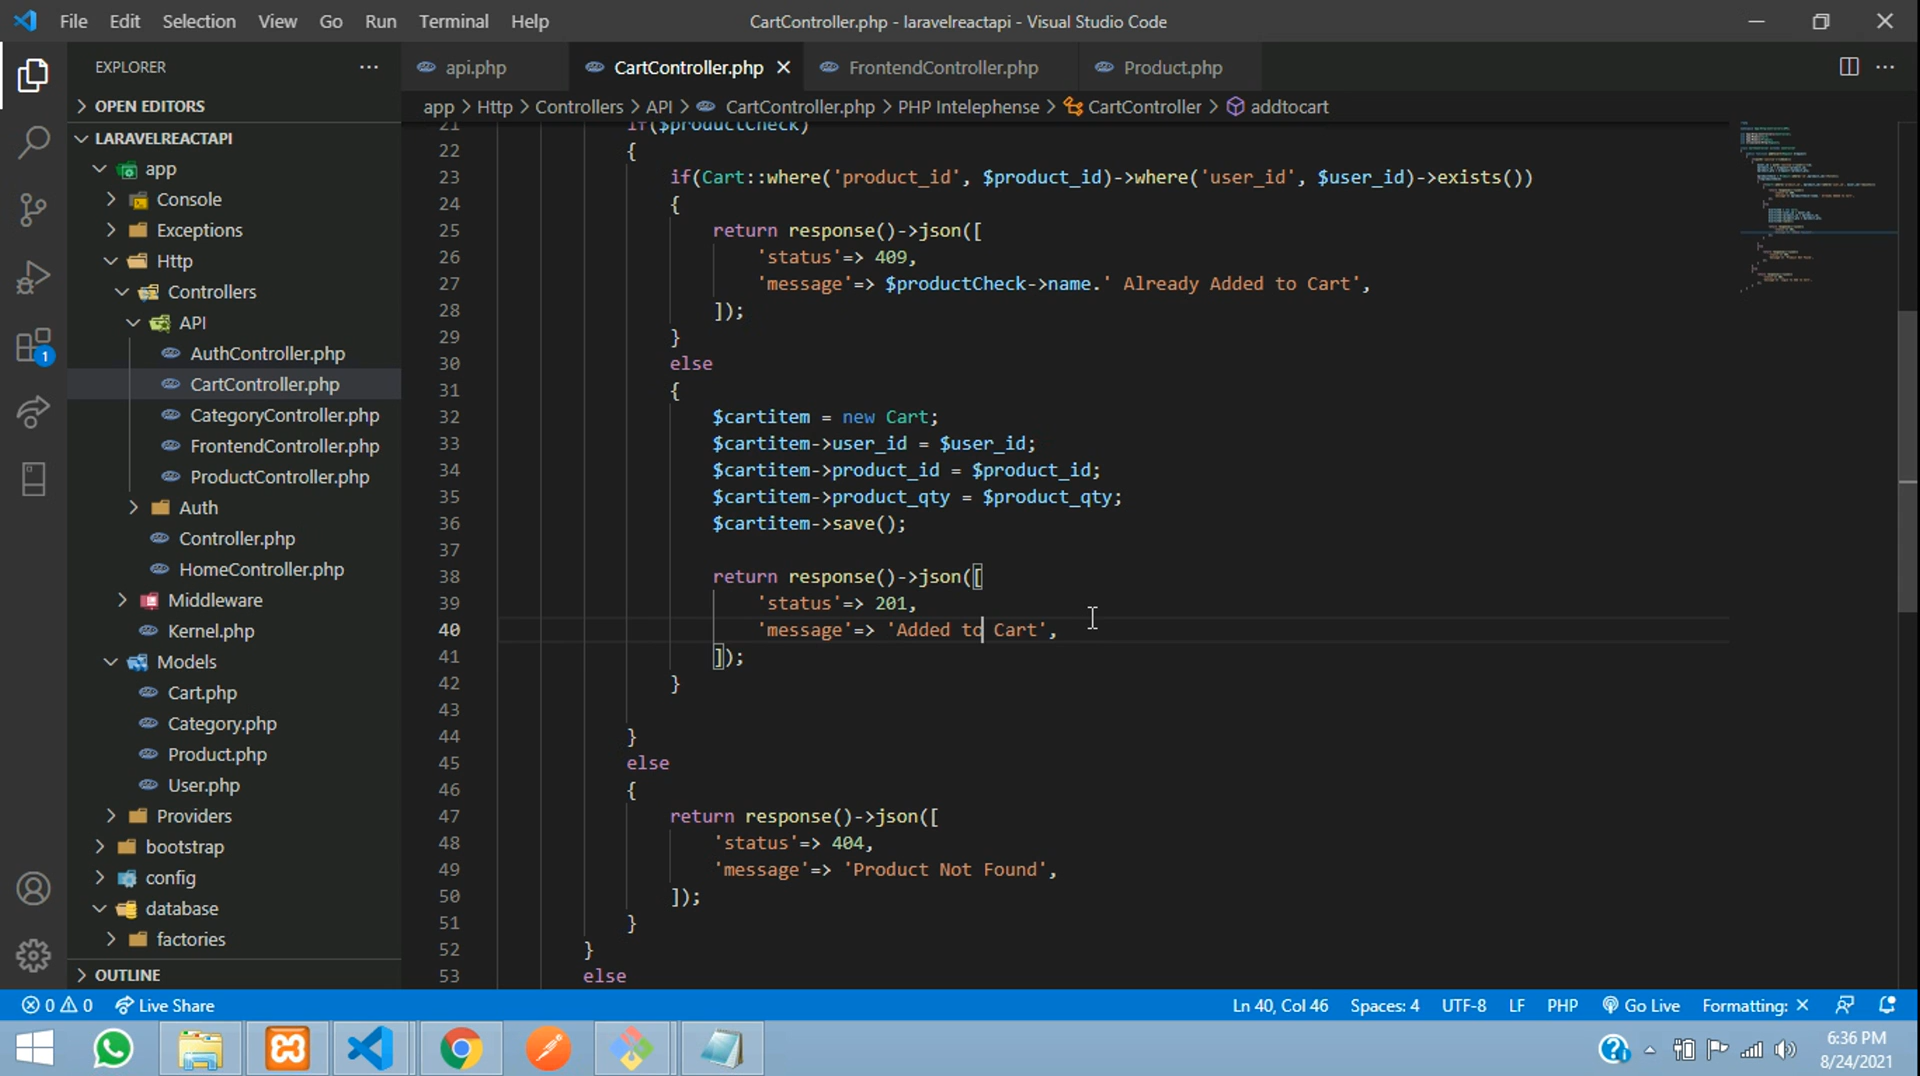 File Edit Selection View Go Run Terminal Help
CartController.php - laravelreactapi - Visual Studio Code
EXPLORER
api.php
CartController.php
FrontendController.php
Product.php
OPEN EDITORS
app > Http > Controllers > API > CartController.php > PHP Intelephense > CartController > addtocart
LARAVELREACTAPI
app
Console
Exceptions
Http
Controllers
API
AuthController.php
CartController.php
CategoryController.php
FrontendController.php
ProductController.php
Auth
Controller.php
HomeController.php
Middleware
Kernel.php
Models
Cart.php
Category.php
Product.php
User.php
Providers
bootstrap
config
database
factories
OUTLINE
21 if($productCheck)
22 {
23 if(Cart::where('product_id', $product_id)->where('user_id', $user_id)->exists())
24 {
25 return response()->json([
26 'status'=> 409,
27 'message'=> $productCheck->name.' Already Added to Cart',
28 ]);
29 }
30 else
31 {
32 $cartitem = new Cart;
33 $cartitem->user_id = $user_id;
34 $cartitem->product_id = $product_id;
35 $cartitem->product_qty = $product_qty;
36 $cartitem->save();
37
38 return response()->json([
39 'status'=> 201,
40 'message'=> 'Added to Cart',
41 ]);
42 }
43
44 }
45 else
46 {
47 return response()->json([
48 'status'=> 404,
49 'message'=> 'Product Not Found',
50 ]);
51 }
52 }
53 else
1
0 0 Live Share
Ln 40, Col 46 Spaces: 4 UTF-8 LF PHP Go Live Formatting: ×
6:36 PM
8/24/2021